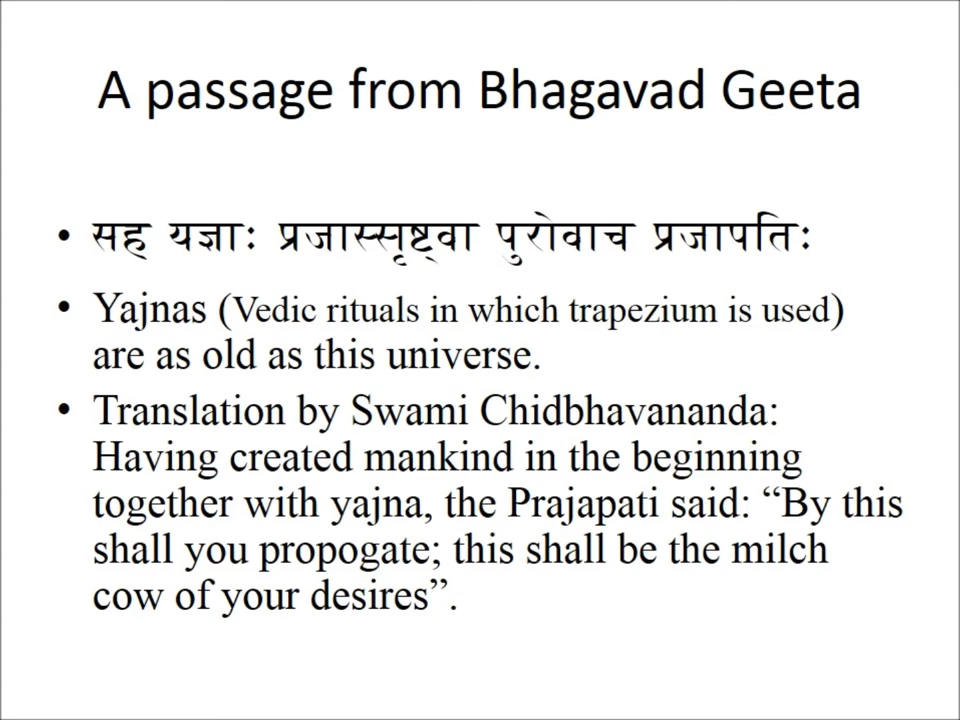 A passage from Bhagavad Geeta
• सह यज्ञाः प्रजास्सृष्ट्वा पुरोवाच प्रजापतिः
• Yajnas (Vedic rituals in which trapezium is used)
are as old as this universe.
• Translation by Swami Chidbhavananda:
Having created mankind in the beginning
together with yajna, the Prajapati said: “By this
shall you propogate; this shall be the milch
cow of your desires”.